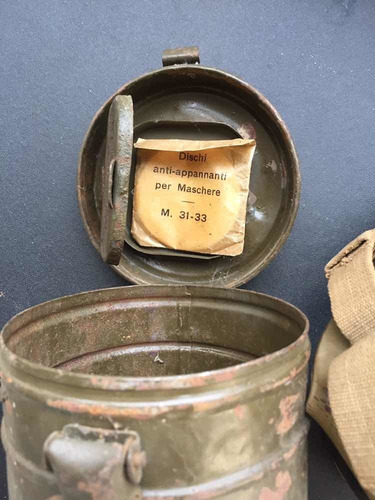 Dischi
anti-appannanti
per Maschere
—
M. 31-33